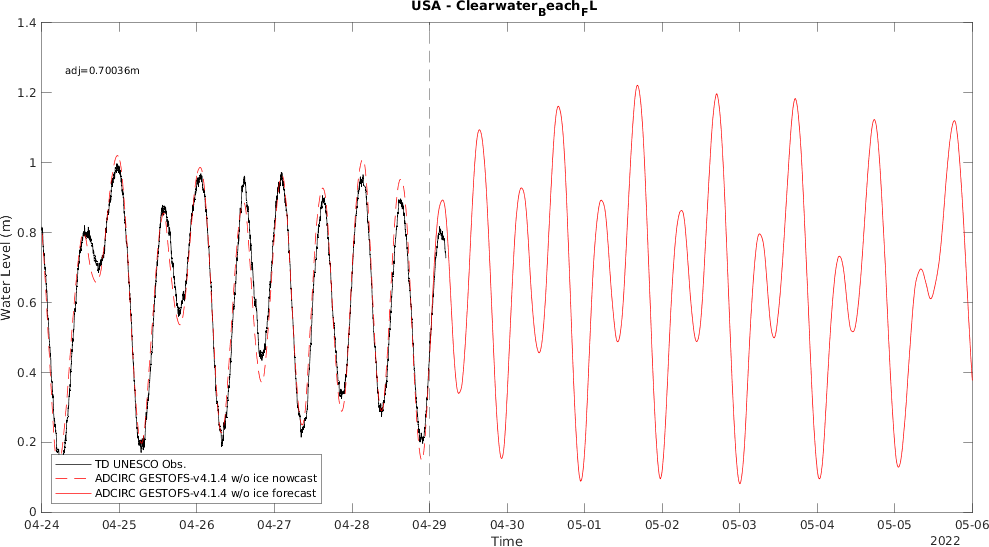 USA - Clearwater_Beach_FL
1.4
1.2
1
0.8
0.6
0.4
0.2
0
Water Level (m)
adj=0.70036m
TD UNESCO Obs.
ADCIRC GESTOFS-v4.1.4 w/o ice nowcast
ADCIRC GESTOFS-v4.1.4 w/o ice forecast
04-24 04-25 04-26 04-27 04-28 04-29 04-30 05-01 05-02 05-03 05-04 05-05 05-06
Time
2022